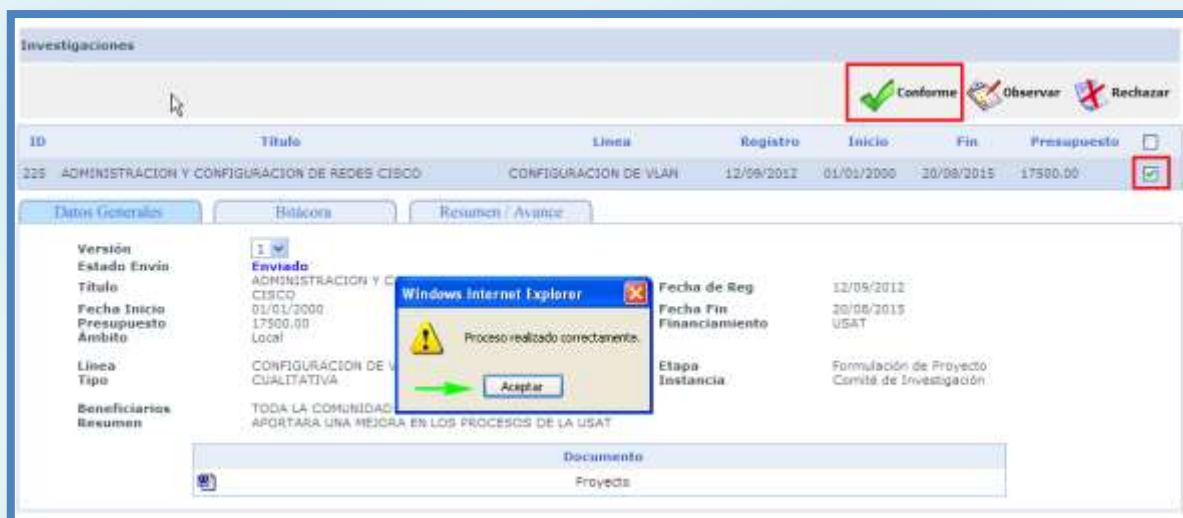 Investigaciones
Conforme Observar Rechazar
ID Título Linea Registro Inicio Fin Presupuesto
225 ADMINISTRACION Y CONFIGURACION DE REDES CISCO CONFIGURACION DE VLAN 12/09/2012 01/01/2000 20/08/2015 17500.00
Datos Generales Bitácora Resumen / Avance
Versión 1
Estado Envío Enviado
Título ADMINISTRACION Y C
CISCO
Fecha de Reg 12/09/2012
Fecha Inicio 01/01/2000 Fecha Fin 20/08/2015
Presupuesto 17500.00 Financiamiento USAT
Ámbito Local
Línea CONFIGURACION DE V Etapa Formulación de Proyecto
Tipo CUALITATIVA Instancia Comité de Investigación
Beneficiarios TODA LA COMUNIDAD
Resumen APORTARA UNA MEJORA EN LOS PROCESOS DE LA USAT
Windows Internet Explorer
Proceso realizado correctamente.
Aceptar
Documento
Proyecto